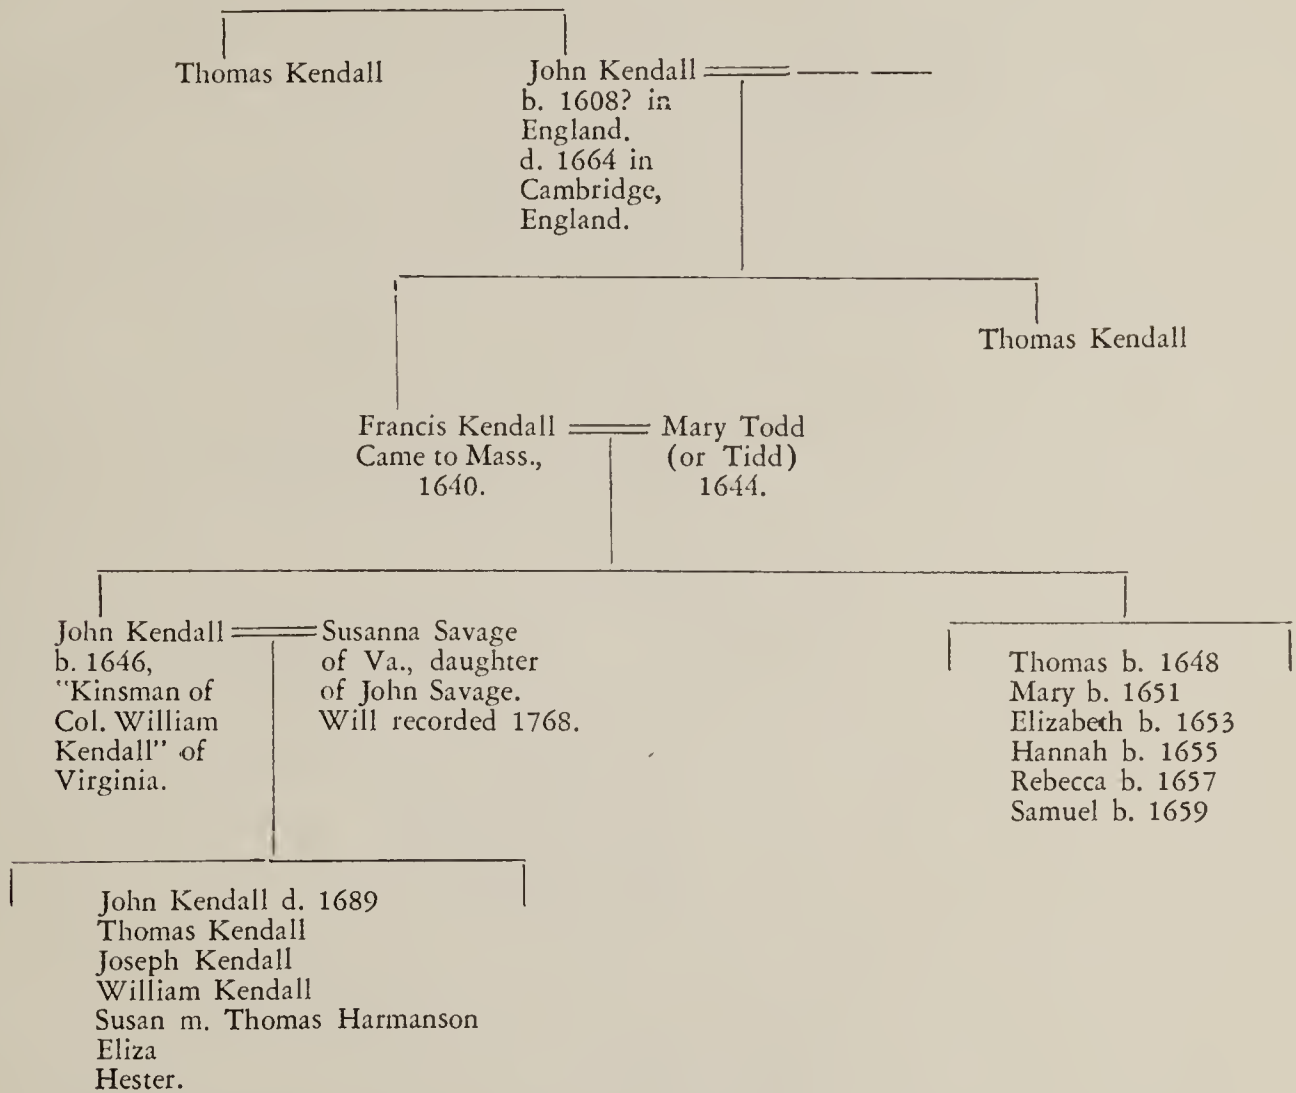 Thomas Kendall
John Kendall — —
b. 1608? in
England.
d. 1664 in
Cambridge,
England.
Thomas Kendall
Francis Kendall
Came to Mass.,
1640.
Mary Todd
(or Tidd)
1644.
John Kendall
b. 1646,
"Kinsman of
Col. William
Kendall" of
Virginia.
Susanna Savage
of Va., daughter
of John Savage.
Will recorded 1768.
Thomas b. 1648
Mary b. 1651
Elizabeth b. 1653
Hannah b. 1655
Rebecca b. 1657
Samuel b. 1659
John Kendall d. 1689
Thomas Kendall
Joseph Kendall
William Kendall
Susan m. Thomas Harmanson
Eliza
Hester.